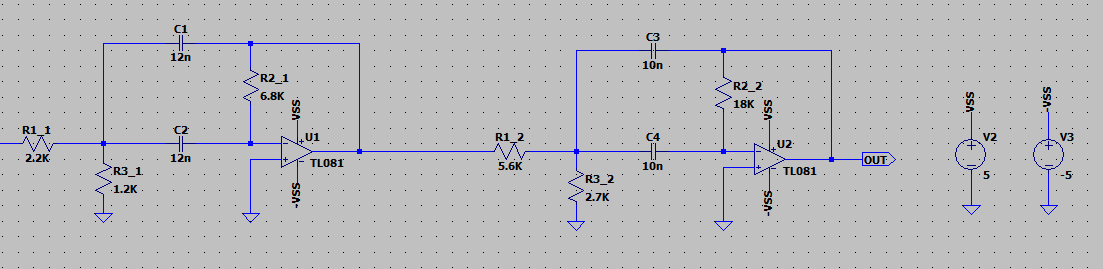 C1
12n
R2_1
6.8K
VSS
R1_1
2.2K
C2
12n
U1
TL081
-VSS
R3_1
1.2K
C3
10n
R2_2
18K
VSS
R1_2
5.6K
C4
10n
U2
TL081
-VSS
R3_2
2.7K
OUT
VSS
V2
5
-VSS
V3
-5